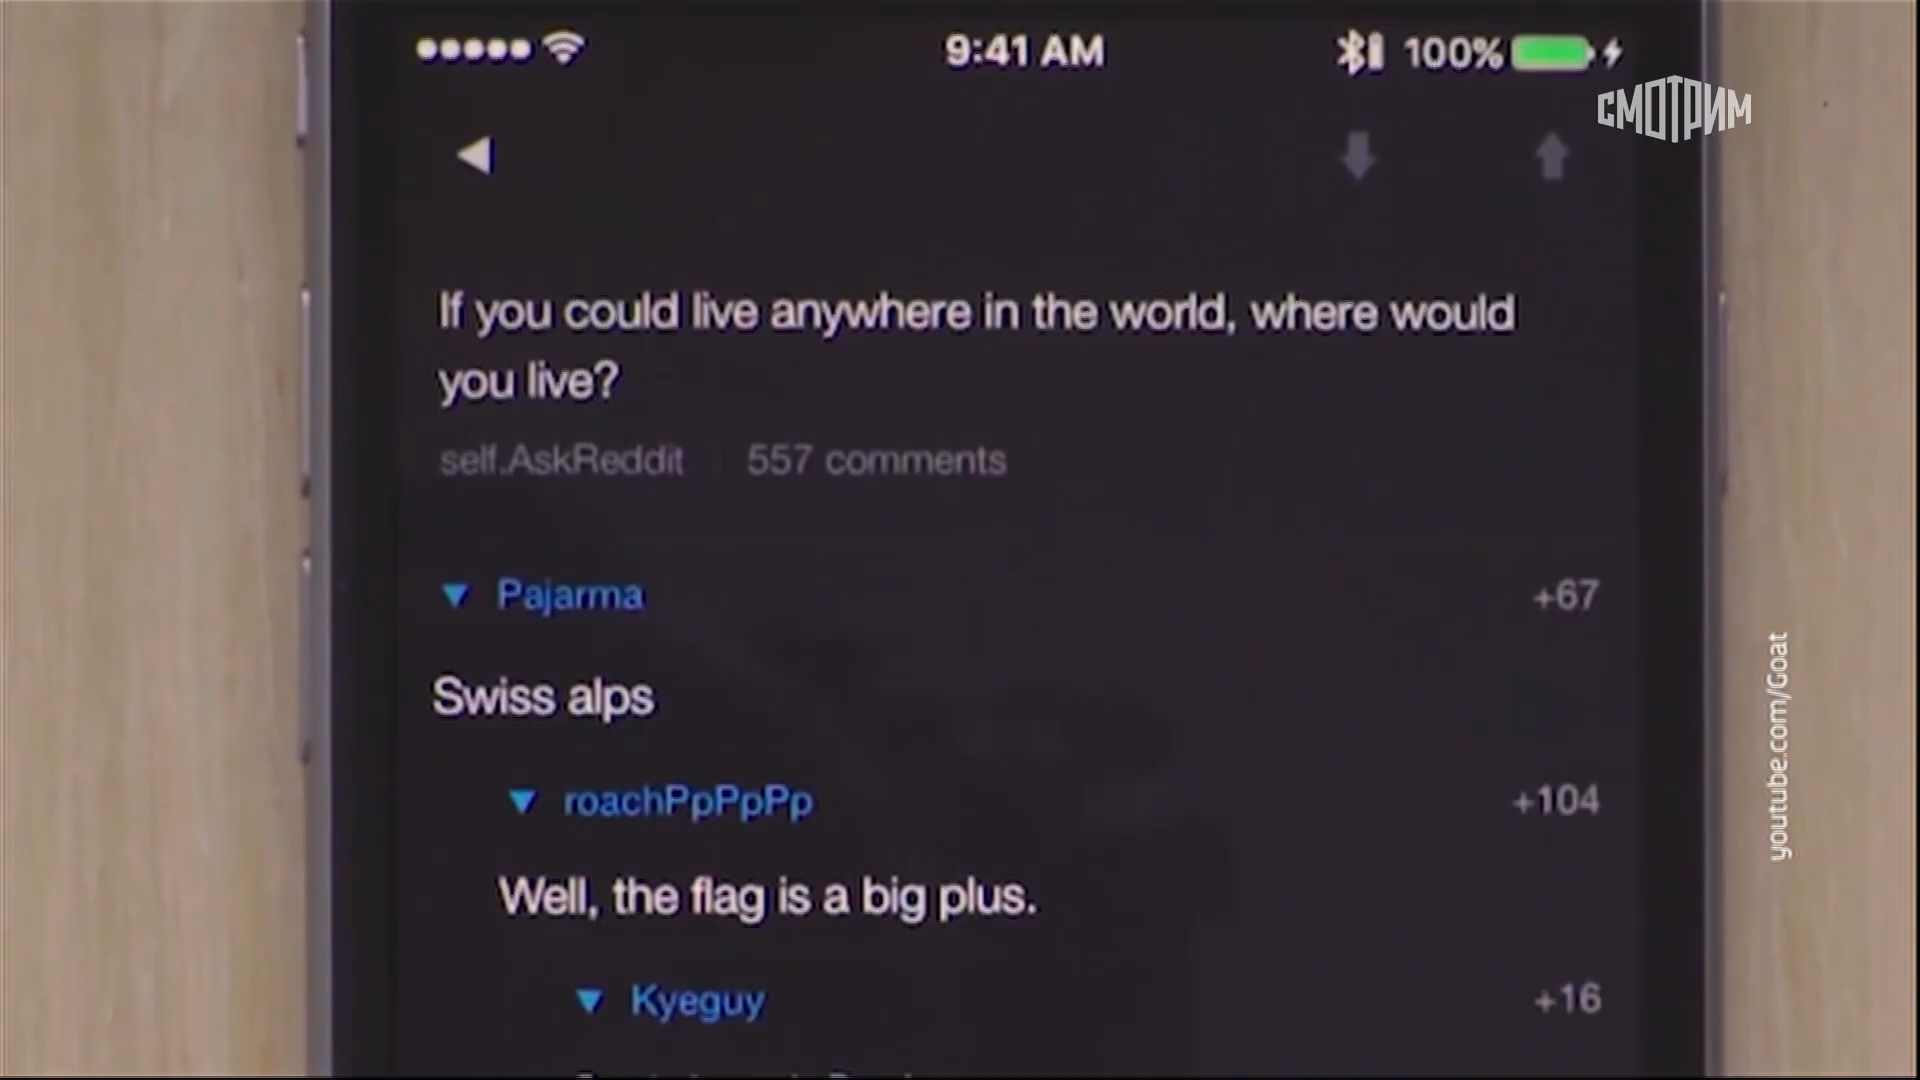 9:41 AM
100%
СМОТРИМ
If you could live anywhere in the world, where would
you live?
self.AskReddit
557 comments
Pajarma
+67
Swiss alps
roachPpPpPp
+104
Well, the flag is a big plus.
Kyeguy
+16
youtube.com/Goat